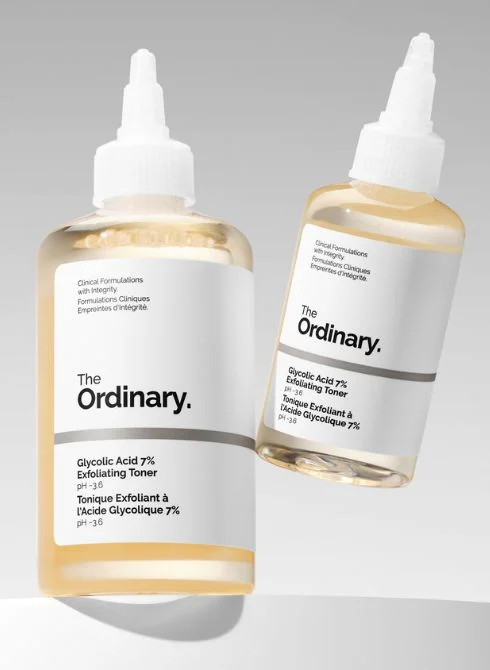 Clinical Formulations
with Integrity.
Formulations Cliniques
Empreintes d'Intégrité.
The
Ordinary.
Glycolic Acid 7%
Exfoliating Toner
pH ~3.6
Tonique Exfoliant à
l'Acide Glycolique 7%
pH ~3.6
Clinical Formulations
with Integrity.
Formulations Cliniques
Empreintes d'Intégrité.
The
Ordinary.
Glycolic Acid 7%
Exfoliating Toner
pH ~3.6
Tonique Exfoliant à
l'Acide Glycolique 7%
pH ~3.6